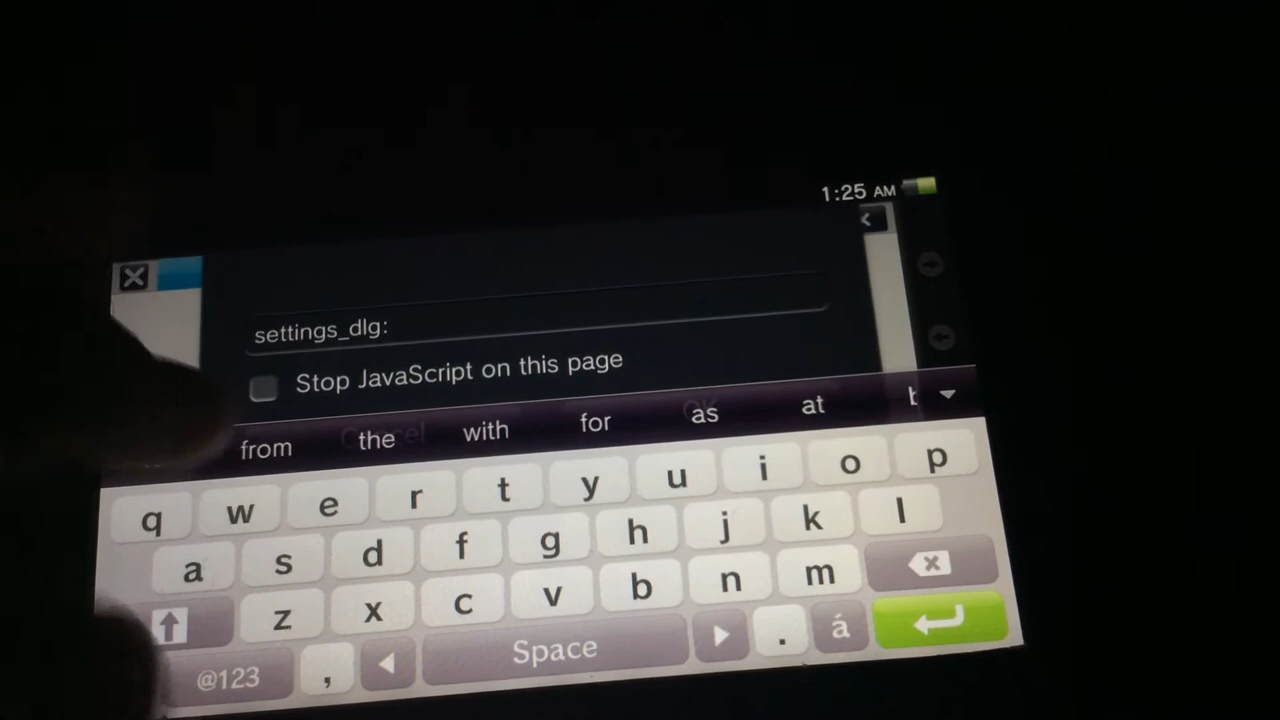 1:25 AM
settings_dlg:
Stop JavaScript on this page
from the with for as at
q w e r t y u i o p
a s d f g h j k l
z x c v b n m
@123 , Space . á